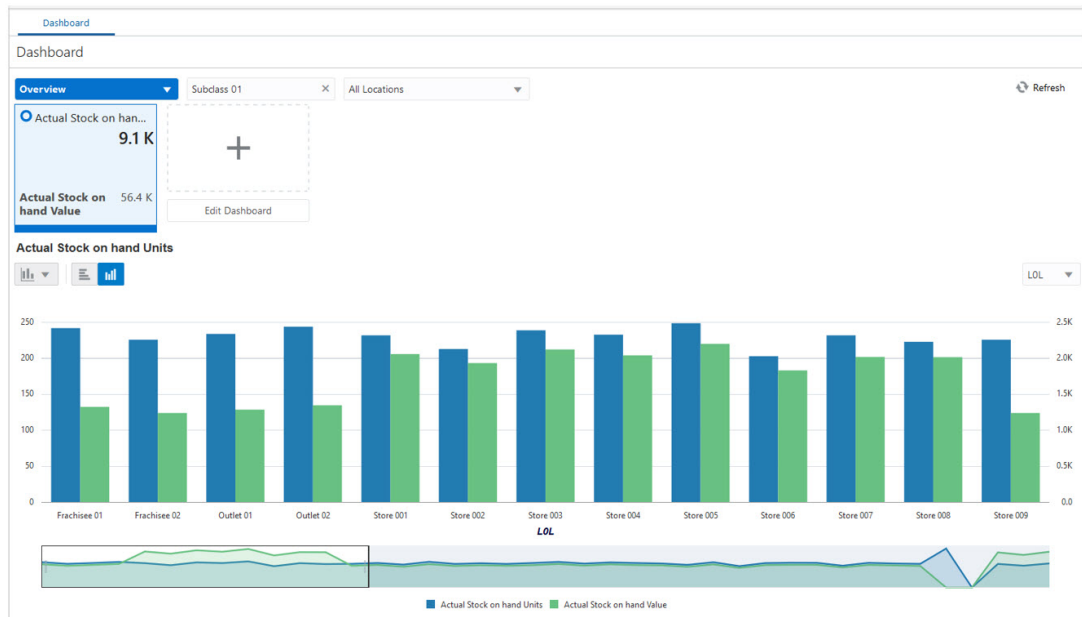 Dashboard
Dashboard
Overview Subclass 01 All Locations Refresh
Actual Stock on han...
9.1 K
Actual Stock on hand Value 56.4 K
Edit Dashboard
Actual Stock on hand Units
L0L
250 2.5K
200 2.0K
150 1.5K
100 1.0K
50 0.5K
0 0.0
Frachisee 01 Frachisee 02 Outlet 01 Outlet 02 Store 001 Store 002 Store 003 Store 004 Store 005 Store 006 Store 007 Store 008 Store 009
L0L
Actual Stock on hand Units Actual Stock on hand Value